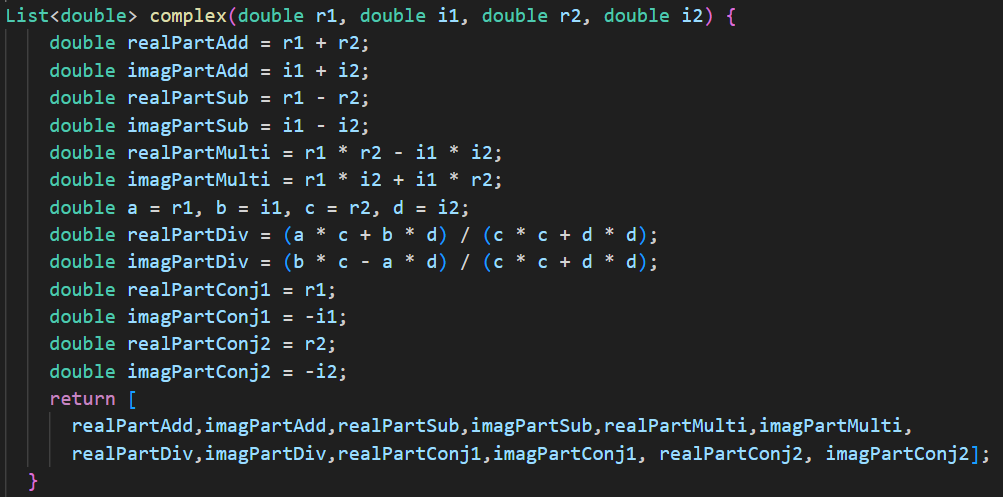 List<double> complex(double r1, double i1, double r2, double i2) {
double realPartAdd = r1 + r2;
double imagPartAdd = i1 + i2;
double realPartSub = r1 - r2;
double imagPartSub = i1 - i2;
double realPartMulti = r1 * r2 - i1 * i2;
double imagPartMulti = r1 * i2 + i1 * r2;
double a = r1, b = i1, c = r2, d = i2;
double realPartDiv = (a * c + b * d) / (c * c + d * d);
double imagPartDiv = (b * c - a * d) / (c * c + d * d);
double realPartConj1 = r1;
double imagPartConj1 = -i1;
double realPartConj2 = r2;
double imagPartConj2 = -i2;
return [
realPartAdd,imagPartAdd,realPartSub,imagPartSub,realPartMulti,imagPartMulti,
realPartDiv,imagPartDiv,realPartConj1,imagPartConj1, realPartConj2, imagPartConj2];
}